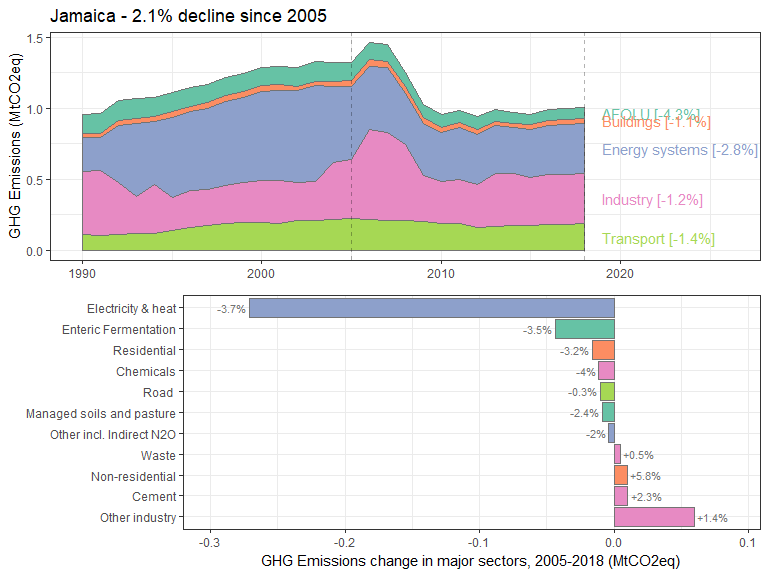 Jamaica - 2.1% decline since 2005
GHG Emissions (MtCO2eq)
1.5
1.0
0.5
0.0
1990
2000
2010
2020
AFOLU [-4.3%]
Buildings [-1.1%]
Energy systems [-2.8%]
Industry [-1.2%]
Transport [-1.4%]
Electricity & heat
-3.7%
Enteric Fermentation
-3.5%
Residential
-3.2%
Chemicals
-4%
Road
-0.3%
Managed soils and pasture
-2.4%
Other incl. Indirect N2O
-2%
Waste
+0.5%
Non-residential
+5.8%
Cement
+2.3%
Other industry
+1.4%
-0.3
-0.2
-0.1
0.0
0.1
GHG Emissions change in major sectors, 2005-2018 (MtCO2eq)